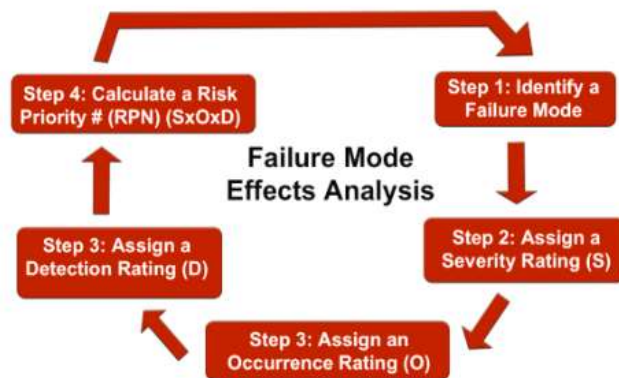 Failure Mode
Effects Analysis
Step 1: Identify a
Failure Mode
Step 2: Assign a
Severity Rating (S)
Step 3: Assign an
Occurrence Rating (O)
Step 3: Assign a
Detection Rating (D)
Step 4: Calculate a Risk
Priority # (RPN) (SxOxD)